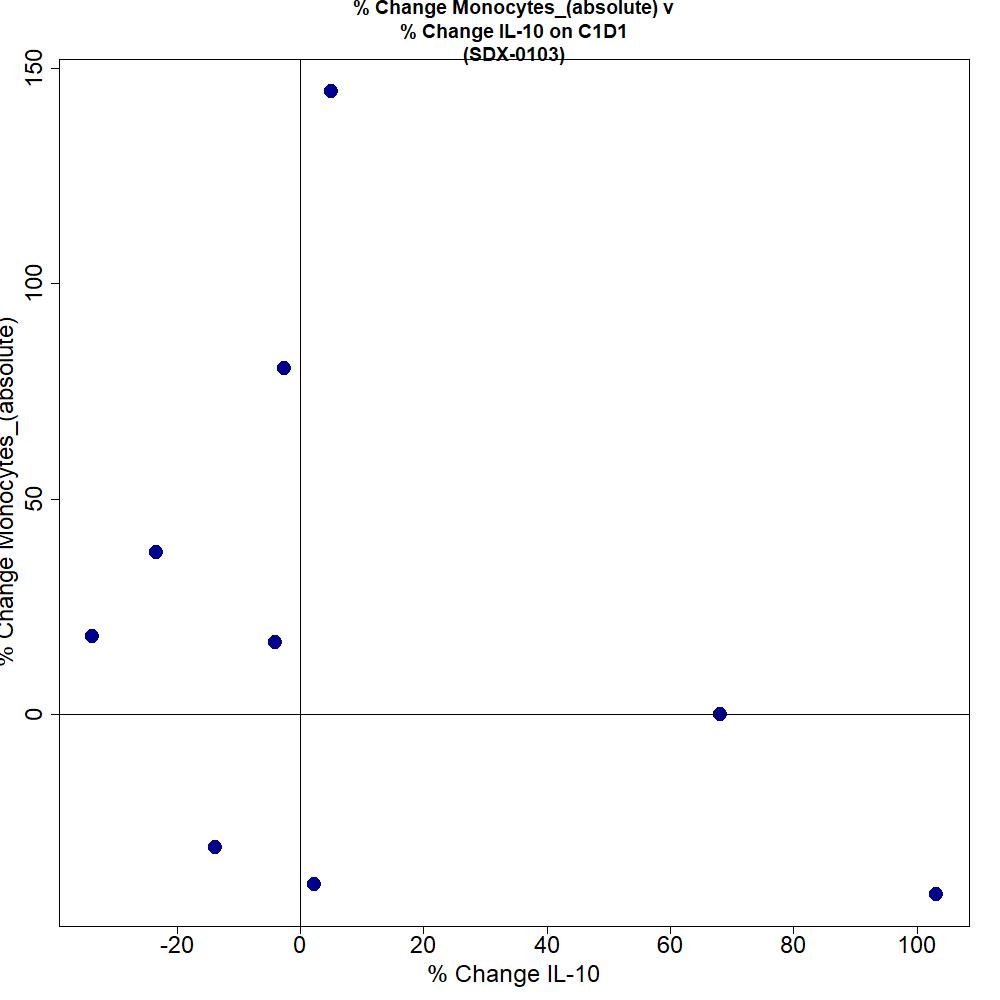 % Change Monocytes_(absolute) v
% Change IL-10 on C1D1
(SDX-0103)
% Change Monocytes_(absolute)
150
100
50
0
-20 0 20 40 60 80 100
% Change IL-10